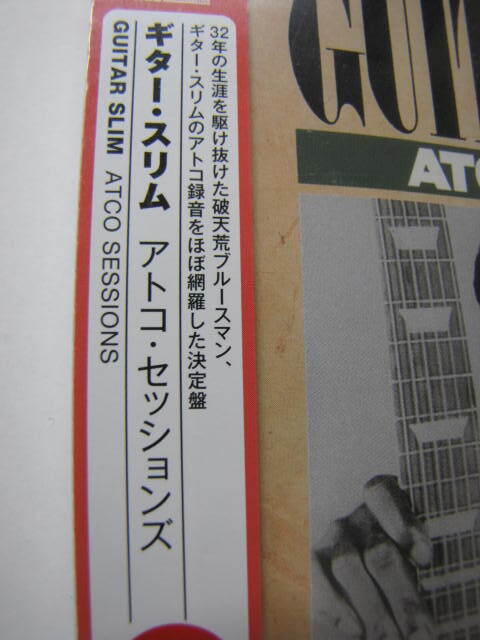 32年の生涯を駆け抜けた破天荒ブルースマン、
ギター・スリムのアトコ録音をほぼ網羅した決定盤
ギター・スリム アトコ・セッションズ
GUITAR SLIM ATCO SESSIONS